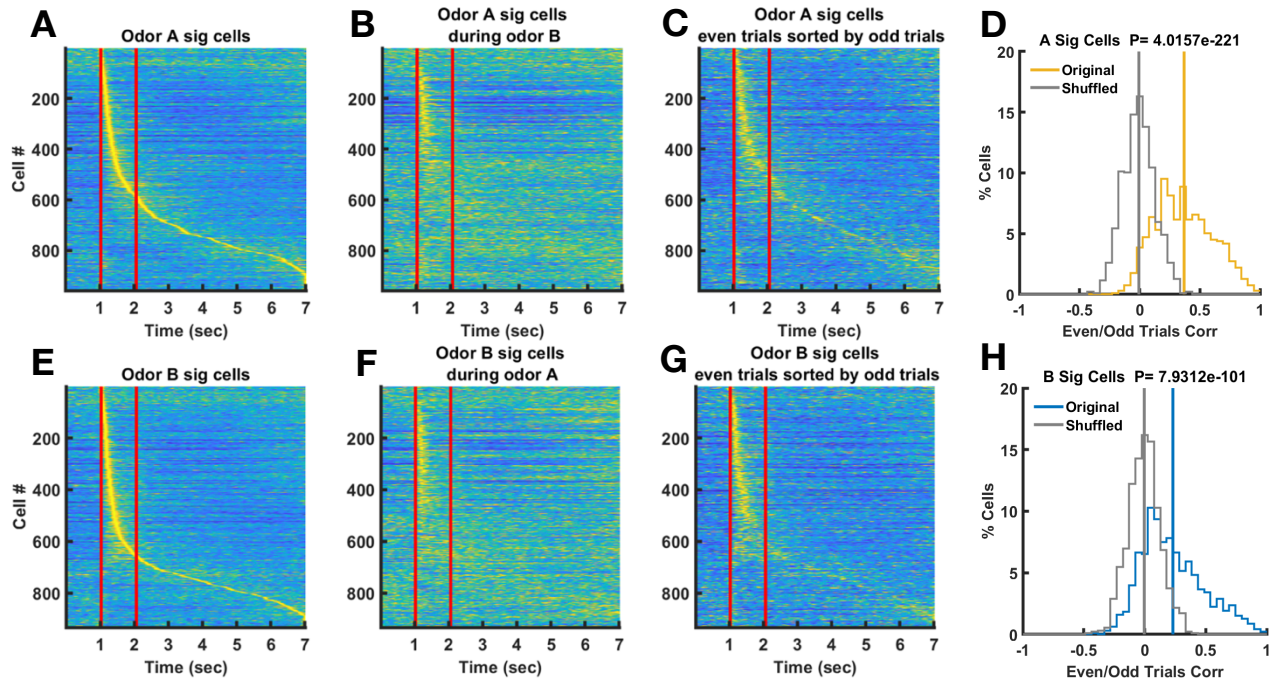 A
Odor A sig cells
Cell #
200
400
600
800
1 2 3 4 5 6 7
Time (sec)
B
Odor A sig cells
during odor B
200
400
600
800
1 2 3 4 5 6 7
Time (sec)
C
Odor A sig cells
even trials sorted by odd trials
200
400
600
800
1 2 3 4 5 6 7
Time (sec)
D
A Sig Cells P= 4.0157e-221
Original
Shuffled
% Cells
20
15
10
5
0
-1 -0.5 0 0.5 1
Even/Odd Trials Corr
E
Odor B sig cells
Cell #
200
400
600
800
1 2 3 4 5 6 7
Time (sec)
F
Odor B sig cells
during odor A
200
400
600
800
1 2 3 4 5 6 7
Time (sec)
G
Odor B sig cells
even trials sorted by odd trials
200
400
600
800
1 2 3 4 5 6 7
Time (sec)
H
B Sig Cells P= 7.9312e-101
Original
Shuffled
% Cells
20
15
10
5
0
-1 -0.5 0 0.5 1
Even/Odd Trials Corr